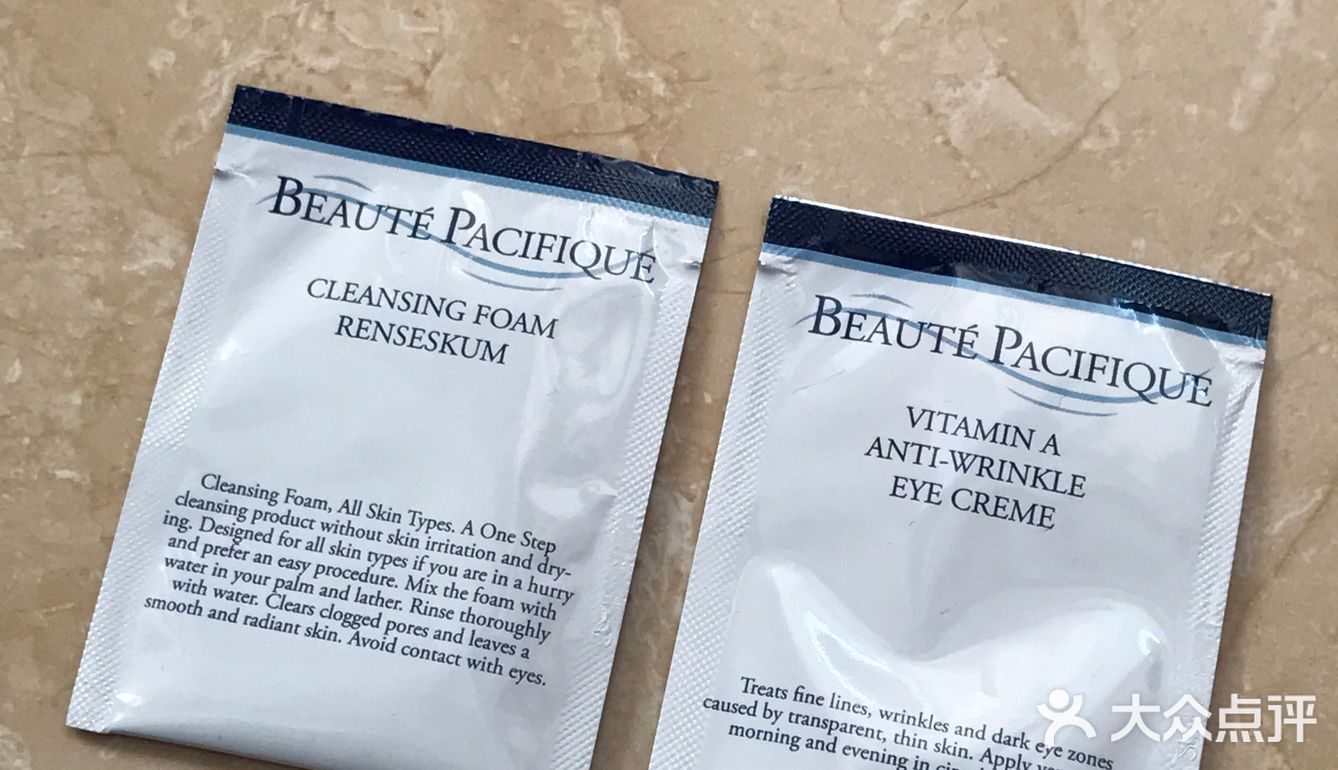 BEAUTÉ PACIFIQUE
CLEANSING FOAM
RENSESKUM
Cleansing Foam, All Skin Types. A One Step
cleansing product without skin irritation and dry-
ing. Designed for all skin types if you are in a hurry
and prefer an easy procedure. Mix the foam with
water in your palm and lather. Rinse thoroughly
with water. Clears clogged pores and leaves a
smooth and radiant skin. Avoid contact with eyes.
BEAUTÉ PACIFIQUE
VITAMIN A
ANTI-WRINKLE
EYE CREME
Treats fine lines, wrinkles and dark eye zones
caused by transparent, thin skin. Apply
morning and evening in
大众点评